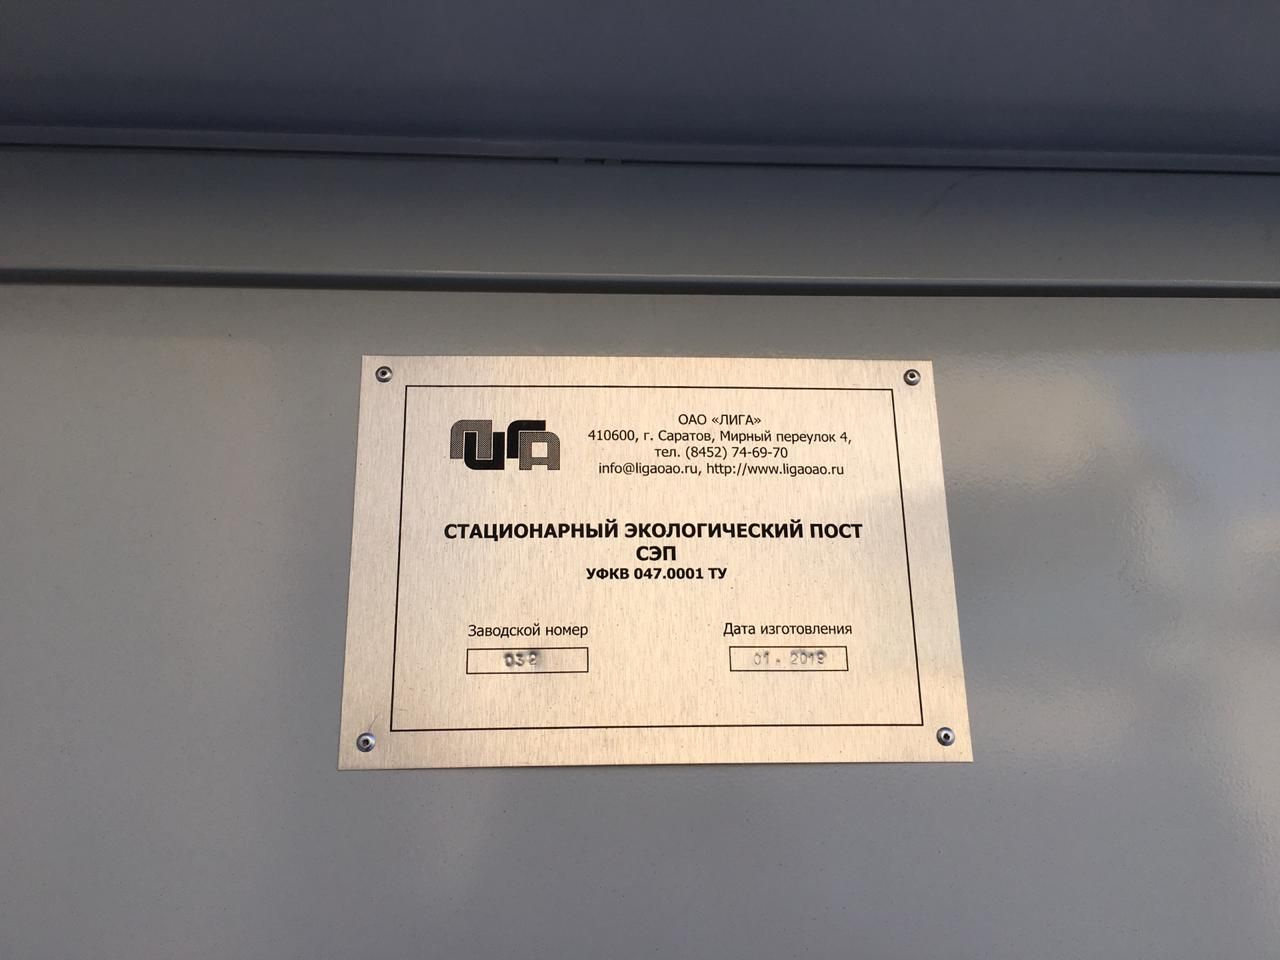 ЛИГА
ОАО «ЛИГА»
410600, г. Саратов, Мирный переулок 4,
тел. (8452) 74-69-70
info@ligaoao.ru, http://www.ligaoao.ru
СТАЦИОНАРНЫЙ ЭКОЛОГИЧЕСКИЙ ПОСТ
СЭП
УФКВ 047.0001 ТУ
Заводской номер
Дата изготовления
032
01. 2019